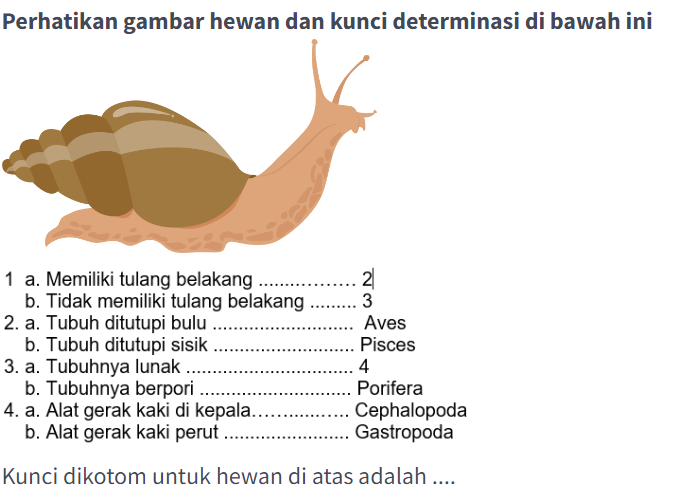 Perhatikan gambar hewan dan kunci determinasi di bawah ini
1 a. Memiliki tulang belakang .................. 2
b. Tidak memiliki tulang belakang ......... 3
2. a. Tubuh ditutupi bulu ........................... Aves
b. Tubuh ditutupi sisik ........................... Pisces
3. a. Tubuhnya lunak ................................ 4
b. Tubuhnya berpori ............................. Porifera
4. a. Alat gerak kaki di kepala.................. Cephalopoda
b. Alat gerak kaki perut ........................ Gastropoda
Kunci dikotom untuk hewan di atas adalah ....